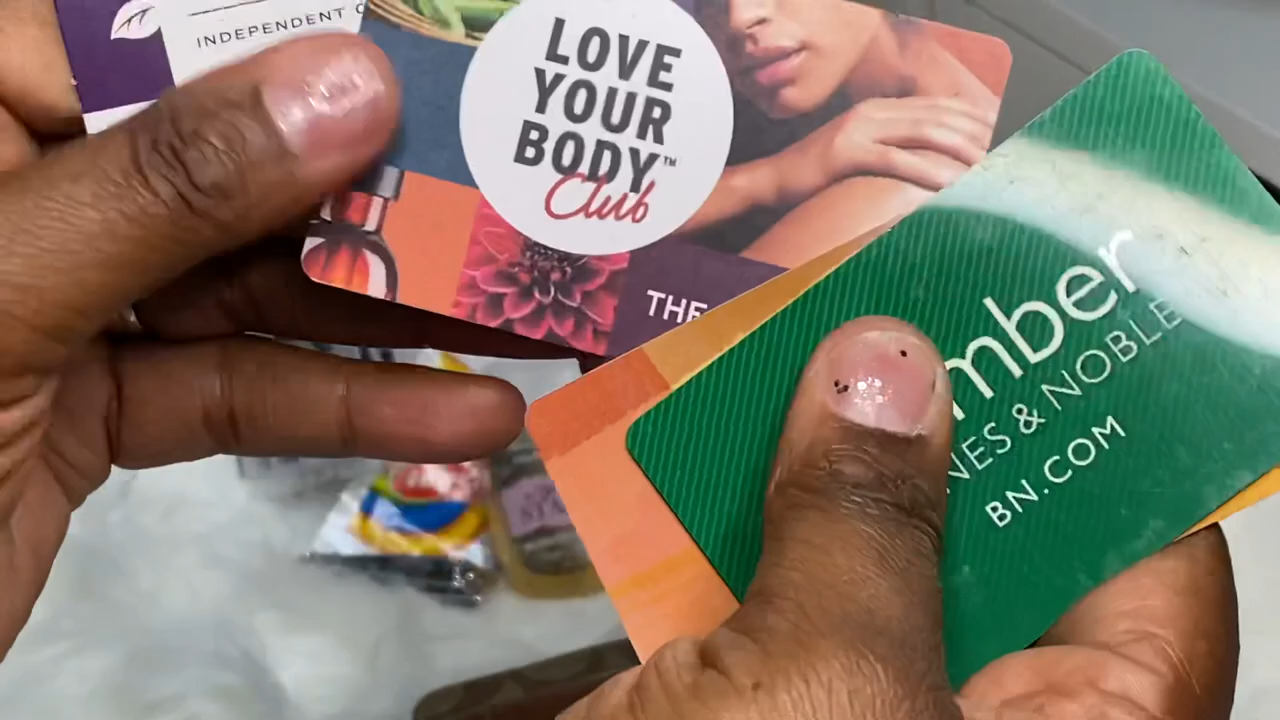 INDEPENDENT
LOVE
YOUR
BODY™
Club
THE
mber
NES & NOBLE
BN.COM